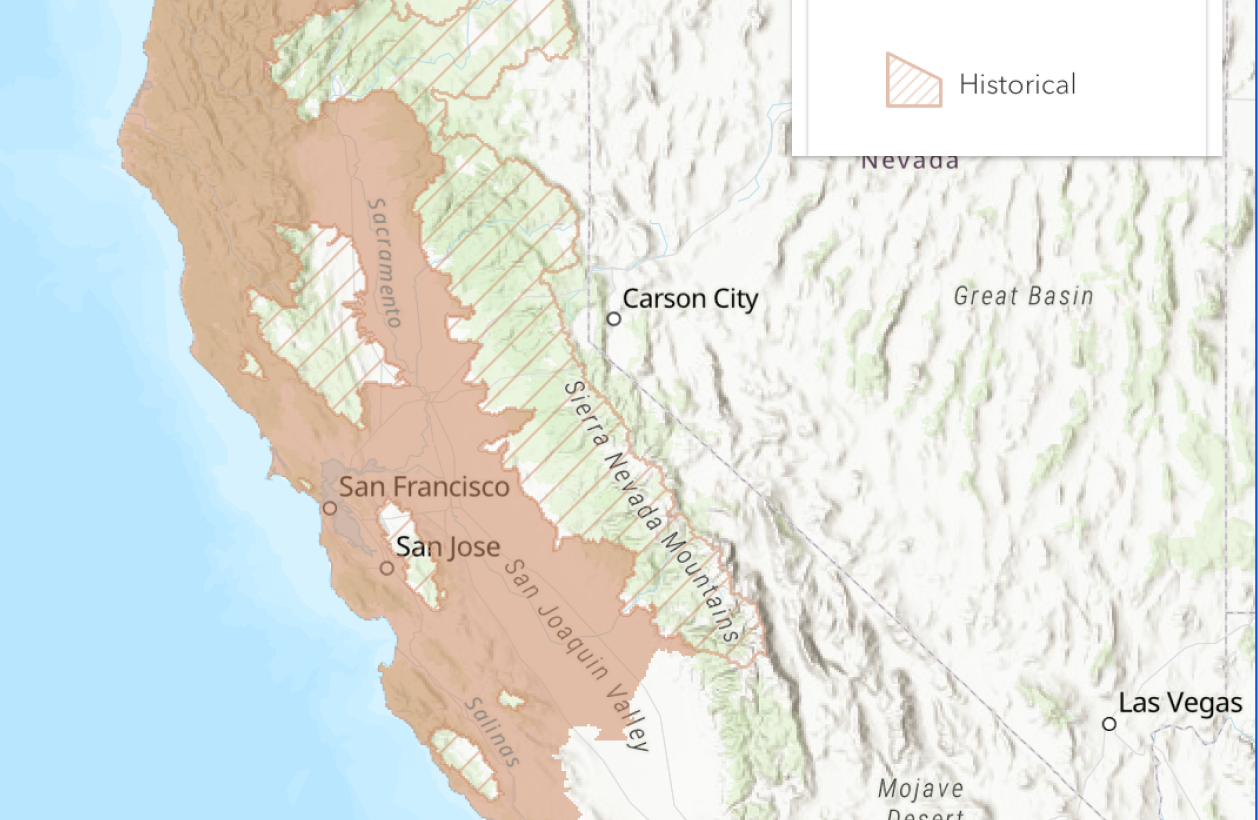 Historical
Nevada
Sacramento
Great Basin
Carson City
Sierra Nevada Mountains
San Francisco
San Jose
San Joaquin Valley
Salinas
Las Vegas
Mojave
Desert